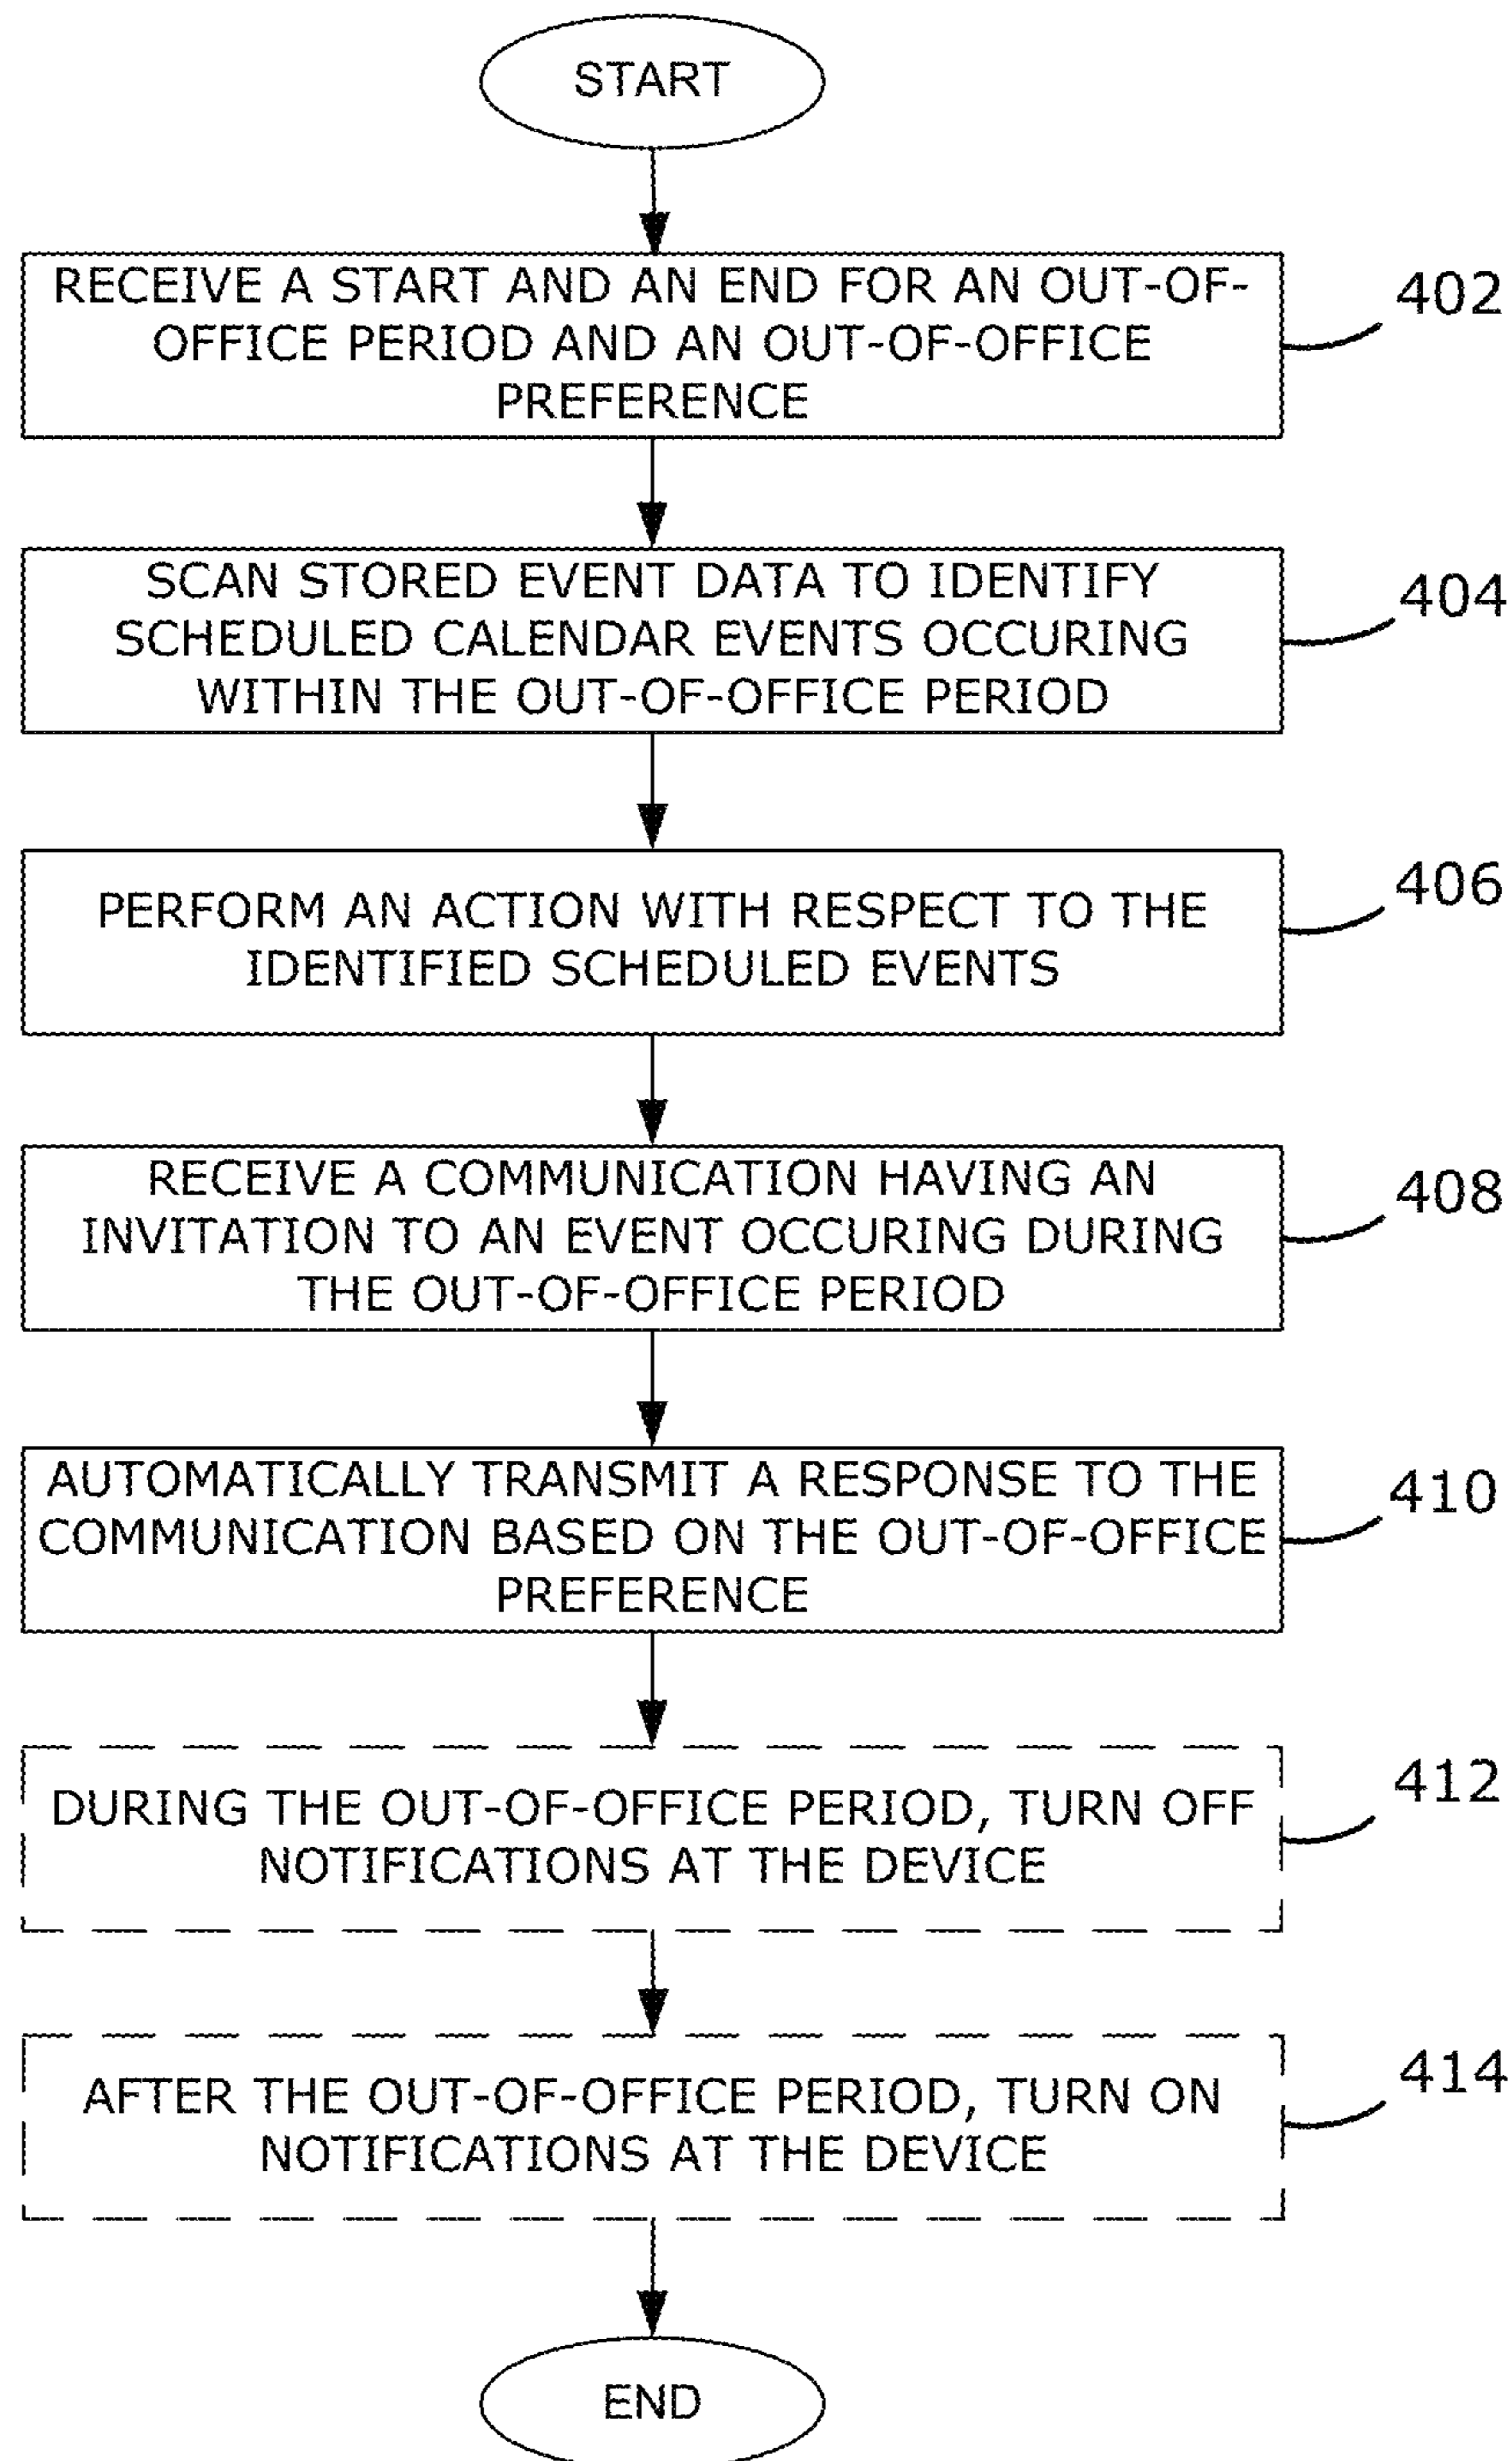 START
RECEIVE A START AND AN END FOR AN OUT-OF-
OFFICE PERIOD AND AN OUT-OF-OFFICE
PREFERENCE
402
SCAN STORED EVENT DATA TO IDENTIFY
SCHEDULED CALENDAR EVENTS OCCURING
WITHIN THE OUT-OF-OFFICE PERIOD
404
PERFORM AN ACTION WITH RESPECT TO THE
IDENTIFIED SCHEDULED EVENTS
406
RECEIVE A COMMUNICATION HAVING AN
INVITATION TO AN EVENT OCCURING DURING
THE OUT-OF-OFFICE PERIOD
408
AUTOMATICALLY TRANSMIT A RESPONSE TO THE
COMMUNICATION BASED ON THE OUT-OF-OFFICE
PREFERENCE
410
DURING THE OUT-OF-OFFICE PERIOD, TURN OFF
NOTIFICATIONS AT THE DEVICE
412
AFTER THE OUT-OF-OFFICE PERIOD, TURN ON
NOTIFICATIONS AT THE DEVICE
414
END